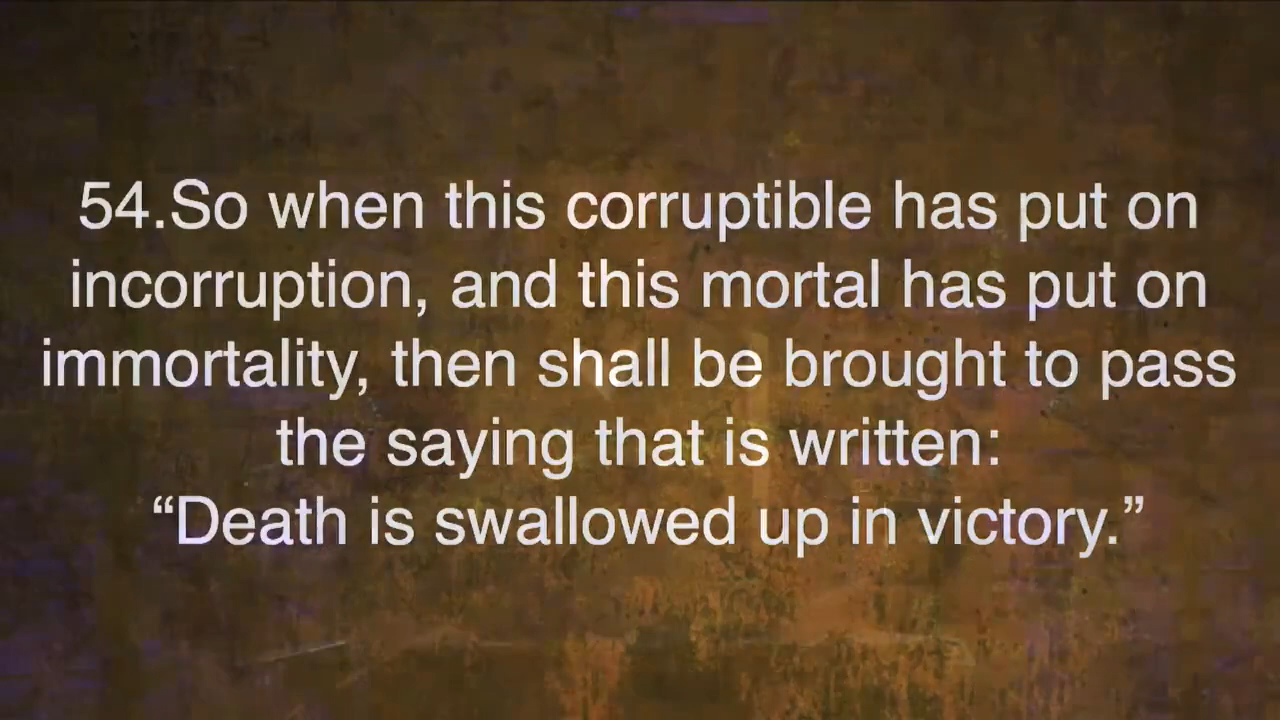 54.So when this corruptible has put on
incorruption, and this mortal has put on
immortality, then shall be brought to pass
the saying that is written:
“Death is swallowed up in victory.”